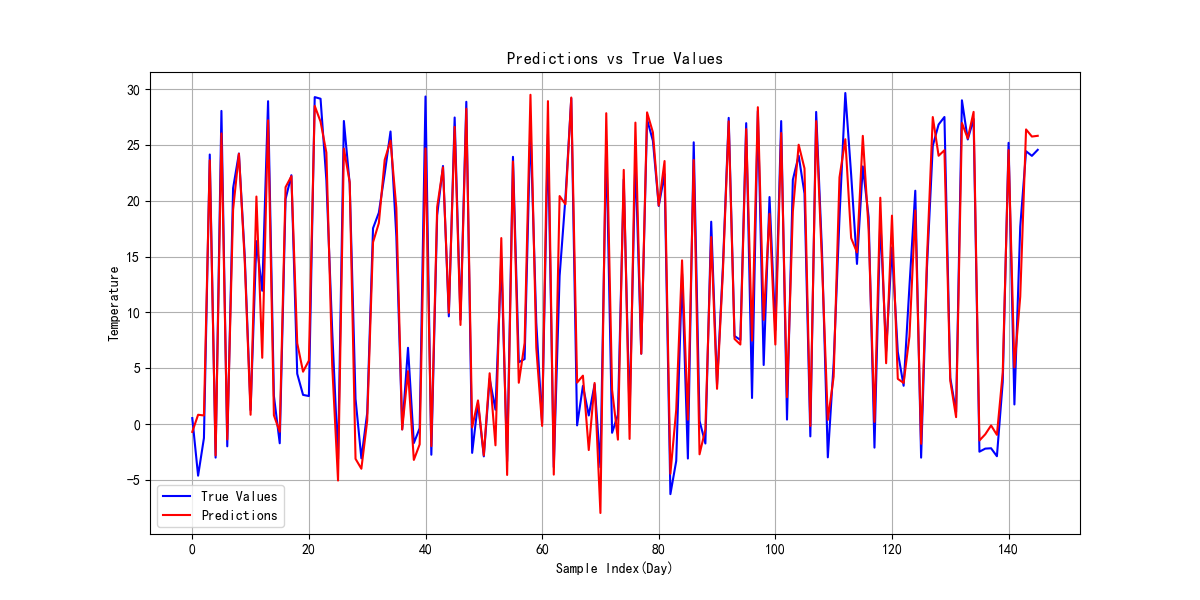 Predictions vs True Values
30
25
20
15
10
5
0
−5
Temperature
True Values
Predictions
0 20 40 60 80 100 120 140
Sample Index(Day)